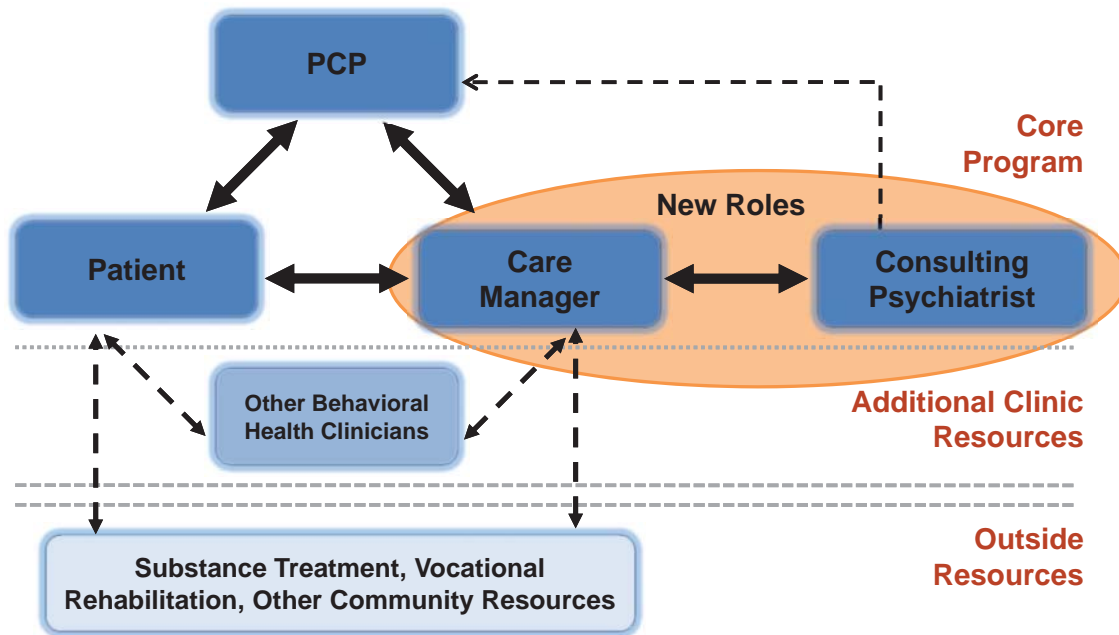 PCP
Core
Program
New Roles
Patient
Care
Manager
Consulting
Psychiatrist
Other Behavioral
Health Clinicians
Additional Clinic
Resources
Substance Treatment, Vocational
Rehabilitation, Other Community Resources
Outside
Resources